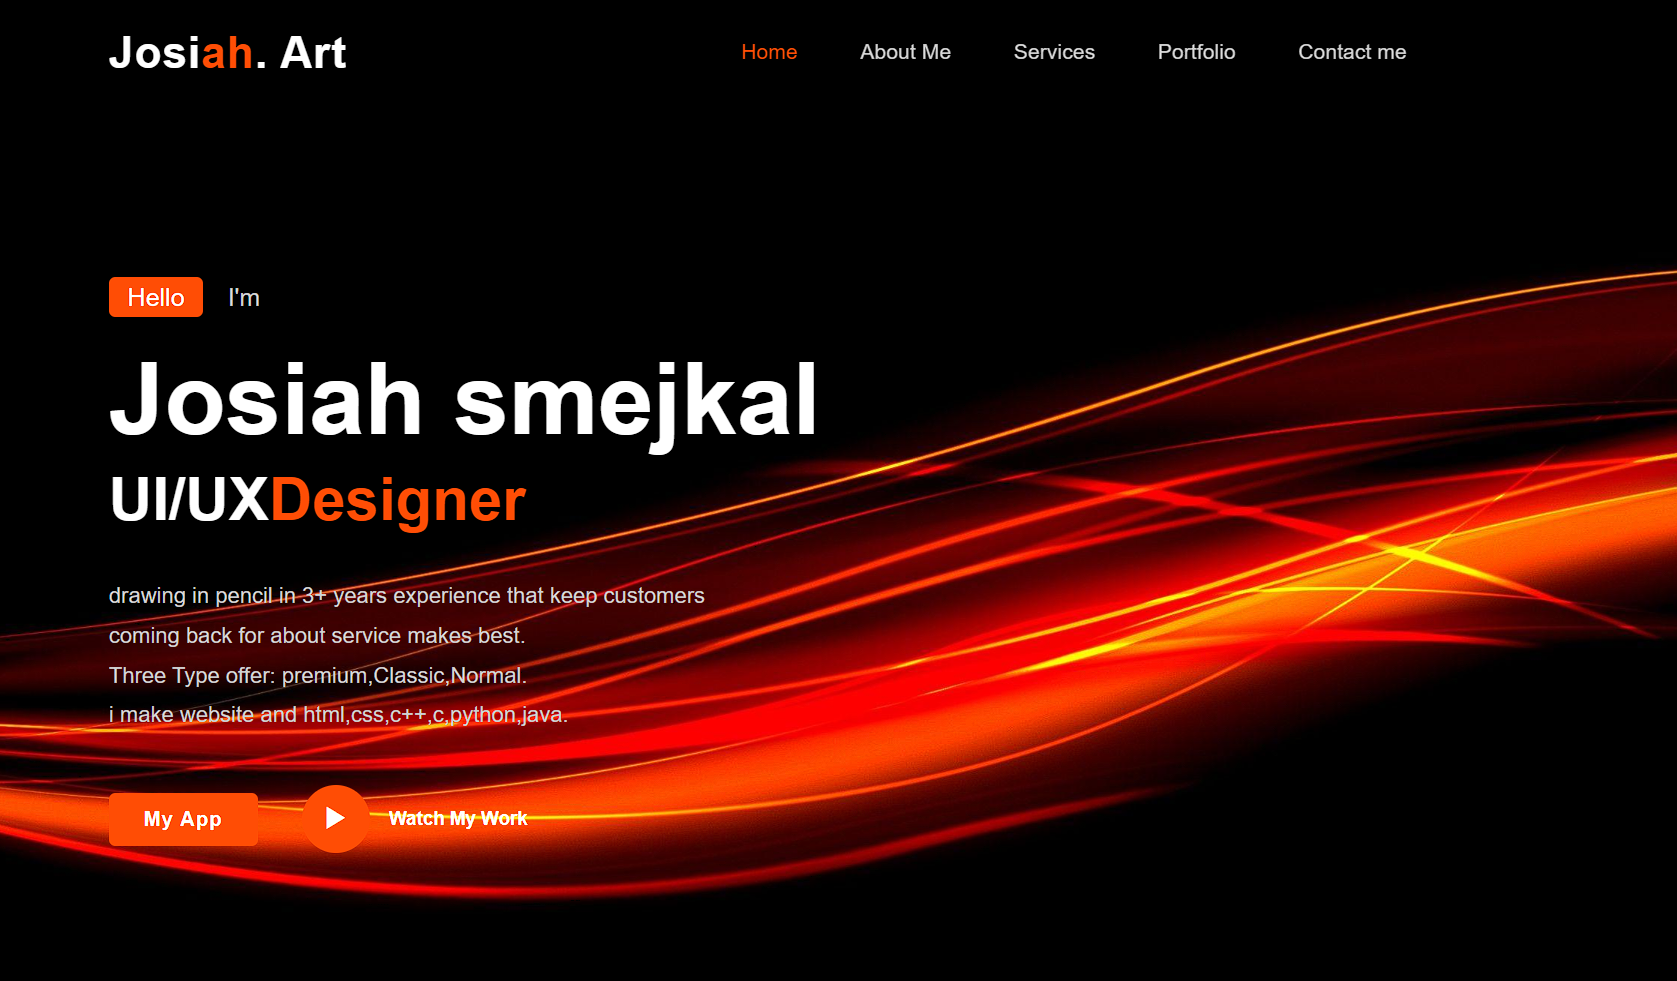 Josiah. Art
Home About Me Services Portfolio Contact me
Hello I'm
Josiah smejkal
UI/UXDesigner
drawing in pencil in 3+ years experience that keep customers
coming back for about service makes best.
Three Type offer: premium,Classic,Normal.
i make website and html,css,c++,c,python,java.
My App Watch My Work